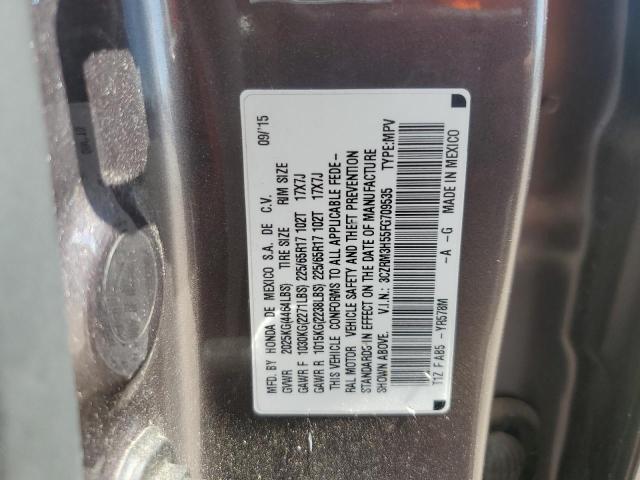 MFD. BY HONDA DE MEXICO S.A. DE C.V. 09/'15
GVWR 2025KG(4464LBS) TIRE SIZE RIM SIZE
GAWR F 1030KG(2271LBS) 225/65R17 102T 17X7J
GAWR R 1015KG(2238LBS) 225/65R17 102T 17X7J
THIS VEHICLE CONFORMS TO ALL APPLICABLE FEDE-
RAL MOTOR VEHICLE SAFETY AND THEFT PREVENTION
STANDARDS IN EFFECT ON THE DATE OF MANUFACTURE
SHOWN ABOVE. V.I.N.: 3CZRM3H55FG709535 TYPE:MPV
T1Z F AB5 -YR578M -A -G MADE IN MEXICO